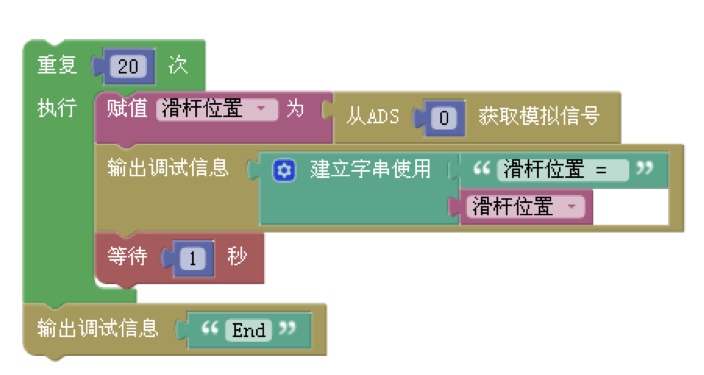 重复 20 次
执行 赋值 滑杆位置 为 从ADS 0 获取模拟信号
输出调试信息 建立字串使用 “ 滑杆位置 = ”
滑杆位置
等待 1 秒
输出调试信息 “ End ”